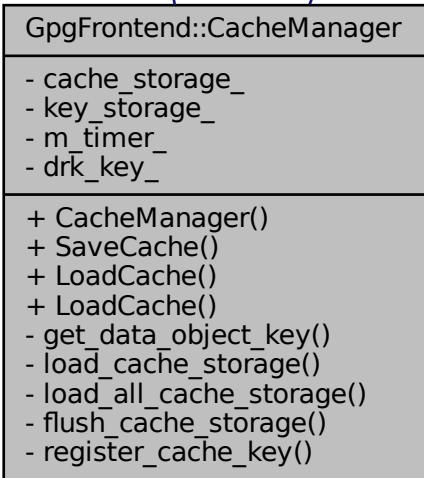 GpgFrontend::CacheManager
- cache_storage_
- key_storage_
- m_timer_
- drk_key_
+ CacheManager()
+ SaveCache()
+ LoadCache()
+ LoadCache()
- get_data_object_key()
- load_cache_storage()
- load_all_cache_storage()
- flush_cache_storage()
- register_cache_key()